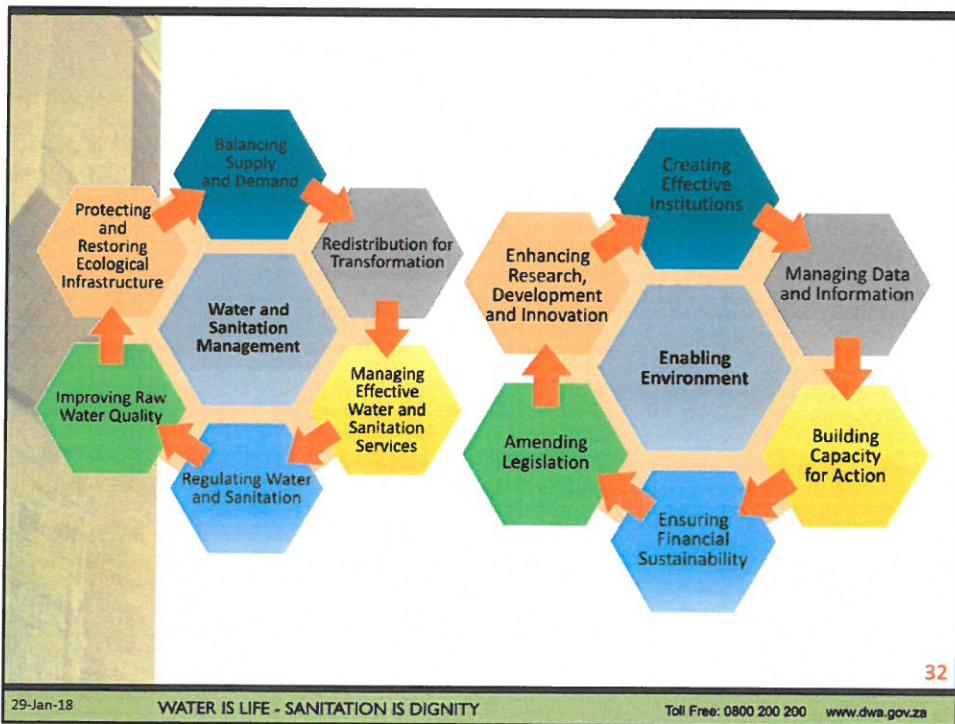 Balancing
Supply
and Demand
Redistribution for
Transformation
Managing
Effective
Water and
Sanitation
Services
Regulating Water
and Sanitation
Improving Raw
Water Quality
Protecting
and
Restoring
Ecological
Infrastructure
Water and
Sanitation
Management
Creating
Effective
Institutions
Managing Data
and Information
Building
Capacity
for Action
Ensuring
Financial
Sustainability
Amending
Legislation
Enhancing
Research,
Development
and Innovation
Enabling
Environment
32
29-Jan-18 WATER IS LIFE - SANITATION IS DIGNITY Toll Free: 0800 200 200 www.dwa.gov.za